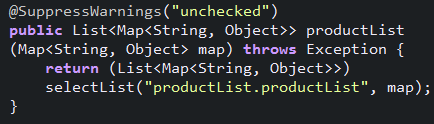 @SuppressWarnings("unchecked")
public List<Map<String, Object>> productList
(Map<String, Object> map) throws Exception {
    return (List<Map<String, Object>>)
    selectList("productList.productList", map);
}